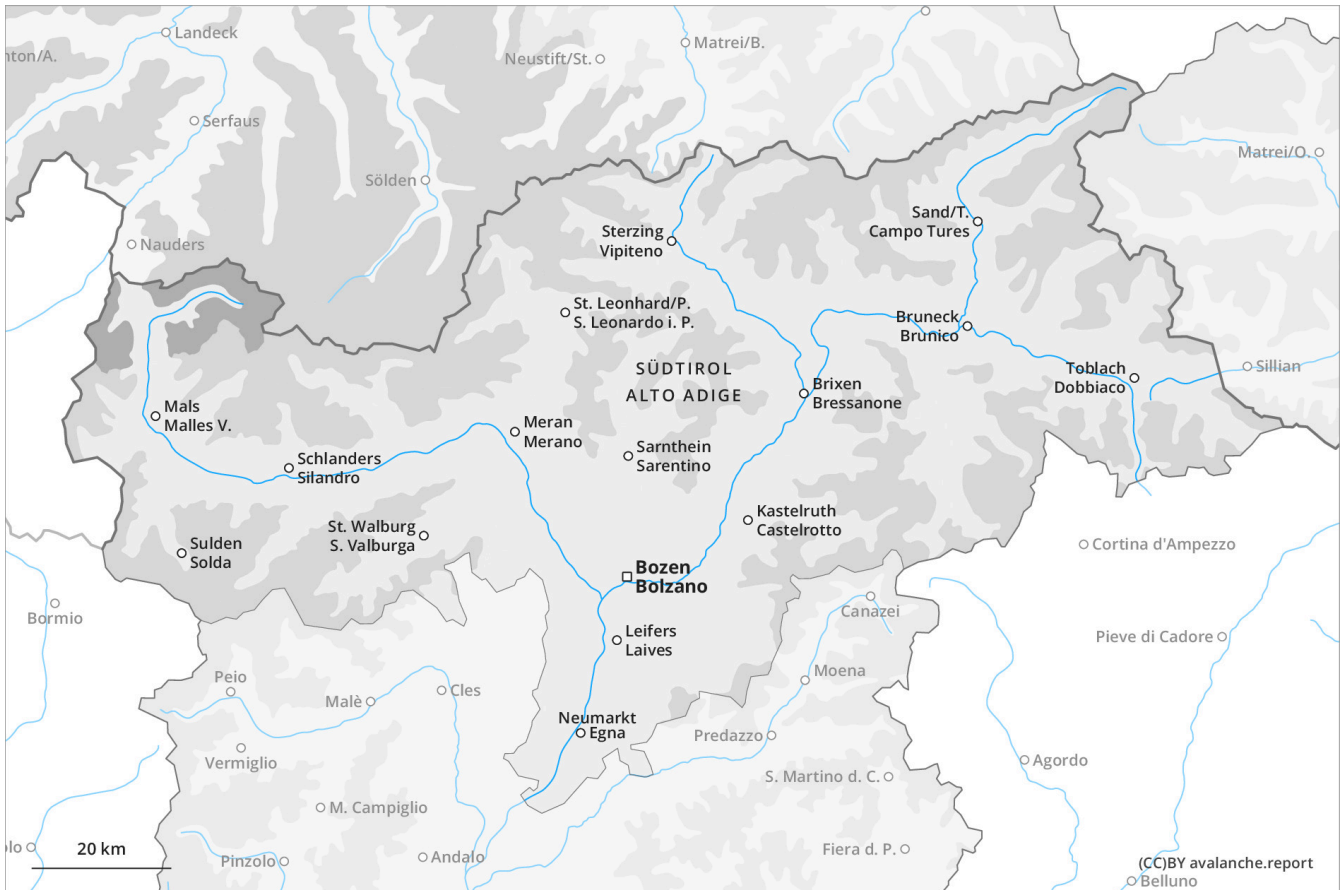 Landeck
nton/A.
Matrei/B.
Neustift/St.
Serfaus
Matrei/O.
Sölden
Sand/T.
Campo Tures
Sterzing
Vipiteno
Nauders
St. Leonhard/P.
S. Leonardo i. P.
Bruneck
Brunico
SÜDTIROL
ALTO ADIGE
Toblach
Dobbiaco
Sillian
Brixen
Bressanone
Mals
Malles V.
Meran
Merano
Sarnthein
Sarentino
Schlanders
Silandro
Kastelruth
Castelrotto
St. Walburg
S. Valburga
Sulden
Solda
Cortina d'Ampezzo
Bozen
Bolzano
Bormio
Canazei
Leifers
Laives
Pieve di Cadore
Peio
Moena
Cles
Malè
Neumarkt
Egna
Predazzo
Vermiglio
Agordo
S. Martino d. C.
M. Campiglio
olo
20 km
Pinzolo
Andalo
Fiera d. P.
(CC)BY avalanche.report
Belluno